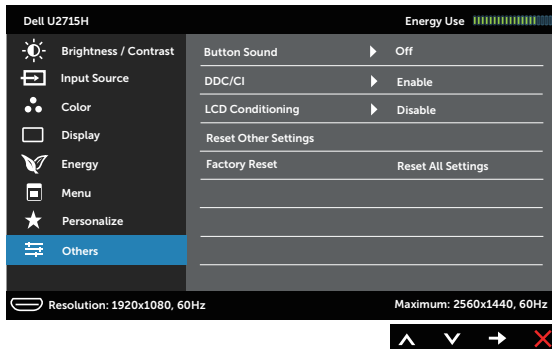 Dell U2715H Energy Use
Brightness / Contrast Button Sound Off
Input Source DDC/CI Enable
Color LCD Conditioning Disable
Display Reset Other Settings
Energy Factory Reset Reset All Settings
Menu
Personalize
Others
Resolution: 1920x1080, 60Hz Maximum: 2560x1440, 60Hz